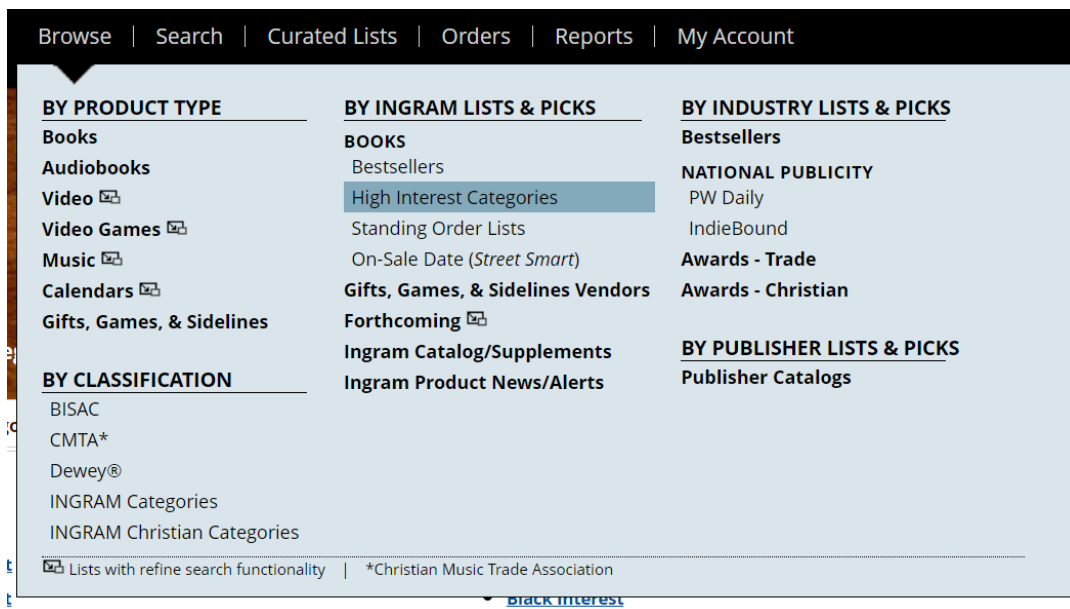 Browse | Search | Curated Lists | Orders | Reports | My Account
BY PRODUCT TYPE
Books
Audiobooks
Video
Video Games
Music
Calendars
Gifts, Games, & Sidelines
BY CLASSIFICATION
BISAC
CMTA*
Dewey®
INGRAM Categories
INGRAM Christian Categories
BY INGRAM LISTS & PICKS
BOOKS
Bestsellers
High Interest Categories
Standing Order Lists
On-Sale Date (Street Smart)
Gifts, Games, & Sidelines Vendors
Forthcoming
Ingram Catalog/Supplements
Ingram Product News/Alerts
BY INDUSTRY LISTS & PICKS
Bestsellers
NATIONAL PUBLICITY
PW Daily
IndieBound
Awards - Trade
Awards - Christian
BY PUBLISHER LISTS & PICKS
Publisher Catalogs
Lists with refine search functionality | *Christian Music Trade Association
Black Interest